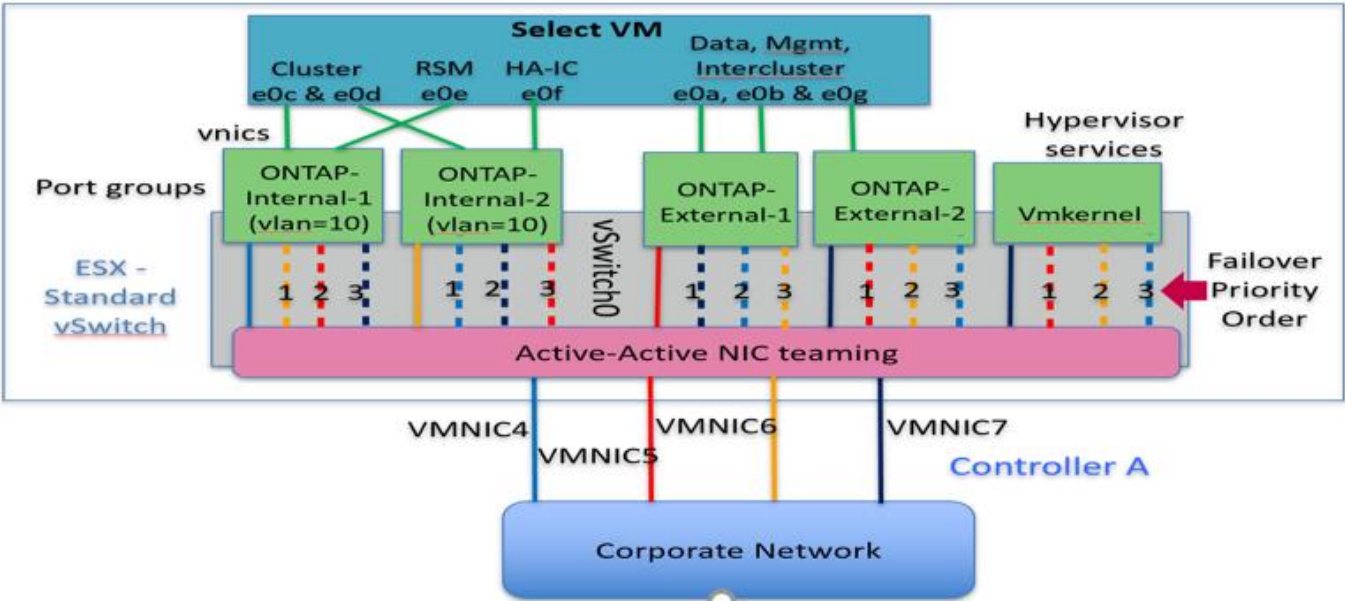 Select VM
Cluster
e0c & e0d
RSM
e0e
HA-IC
e0f
Data, Mgmt,
Intercluster
e0a, e0b & e0g
vnics
Hypervisor
services
Port groups
ONTAP-
Internal-1
(vlan=10)
ONTAP-
Internal-2
(vlan=10)
ONTAP-
External-1
ONTAP-
External-2
Vmkernel
ESX -
Standard
vSwitch
vSwitch0
1 2 3
1 2 3
1 2 3
1 2 3
1 2 3
Failover
Priority
Order
Active-Active NIC teaming
VMNIC4
VMNIC5
VMNIC6
VMNIC7
Controller A
Corporate Network